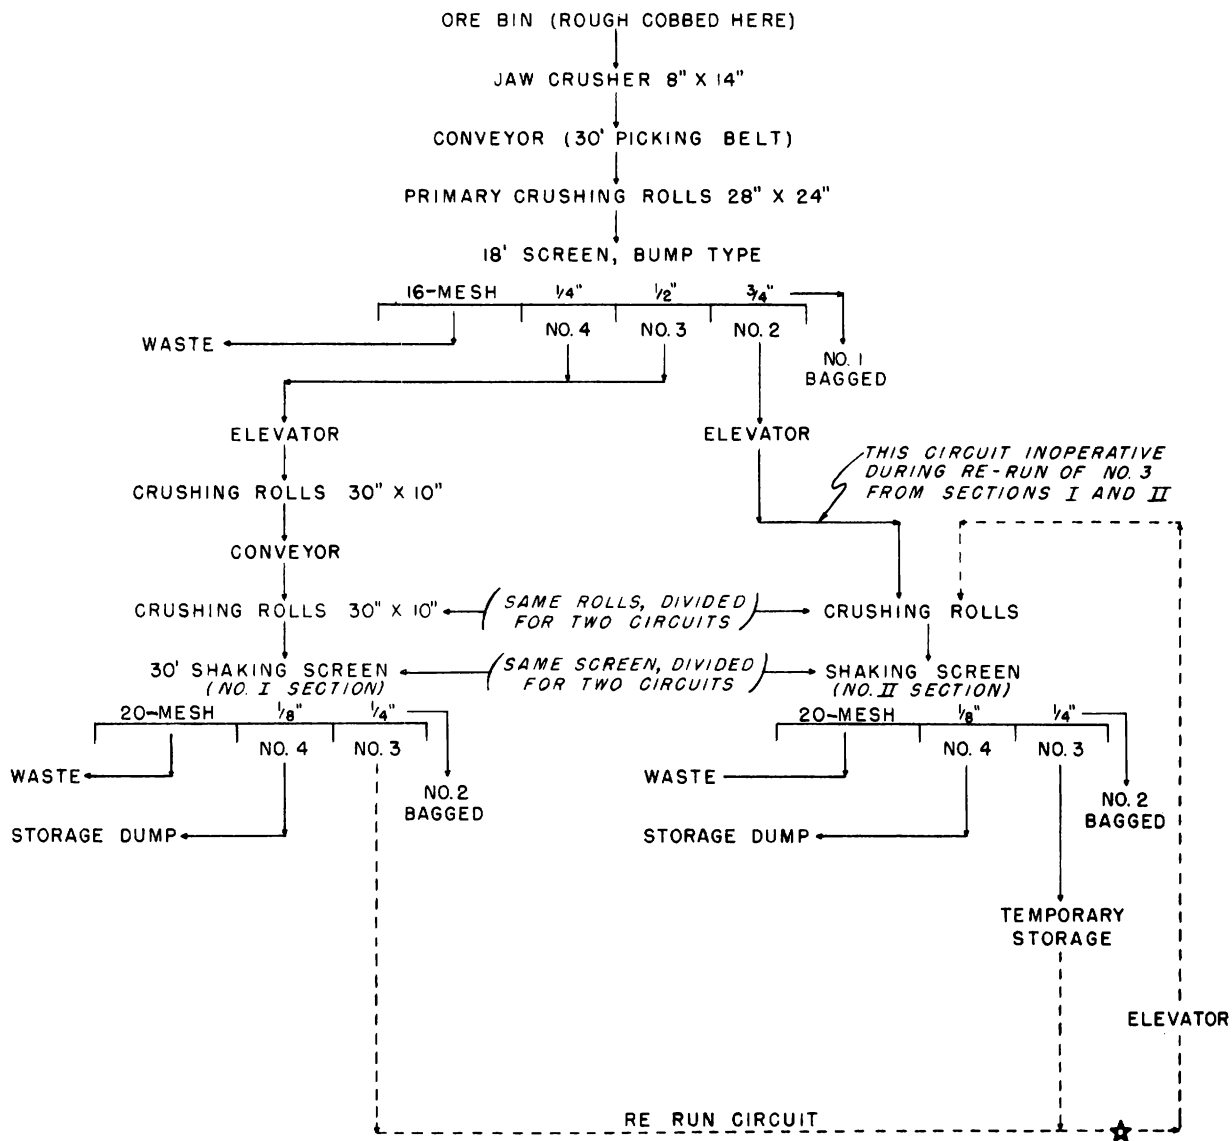 ORE BIN (ROUGH COBBED HERE)
JAW CRUSHER 8" X 14"
CONVEYOR (30' PICKING BELT)
PRIMARY CRUSHING ROLLS 28" X 24"
18' SCREEN, BUMP TYPE
16-MESH 1/4" 1/2" 3/4"
NO. 4 NO. 3 NO. 2
WASTE
NO. 1
BAGGED
ELEVATOR
ELEVATOR
THIS CIRCUIT INOPERATIVE
DURING RE-RUN OF NO. 3
FROM SECTIONS I AND II
CRUSHING ROLLS 30" X 10"
CONVEYOR
CRUSHING ROLLS 30" X 10"
(SAME ROLLS, DIVIDED
FOR TWO CIRCUITS)
CRUSHING ROLLS
30' SHAKING SCREEN
(NO. I SECTION)
(SAME SCREEN, DIVIDED
FOR TWO CIRCUITS)
SHAKING SCREEN
(NO. II SECTION)
20-MESH 1/8" 1/4"
NO. 4 NO. 3
WASTE
NO. 2
BAGGED
STORAGE DUMP
20-MESH 1/8" 1/4"
NO. 4 NO. 3
WASTE
NO. 2
BAGGED
STORAGE DUMP
TEMPORARY
STORAGE
ELEVATOR
RE RUN CIRCUIT